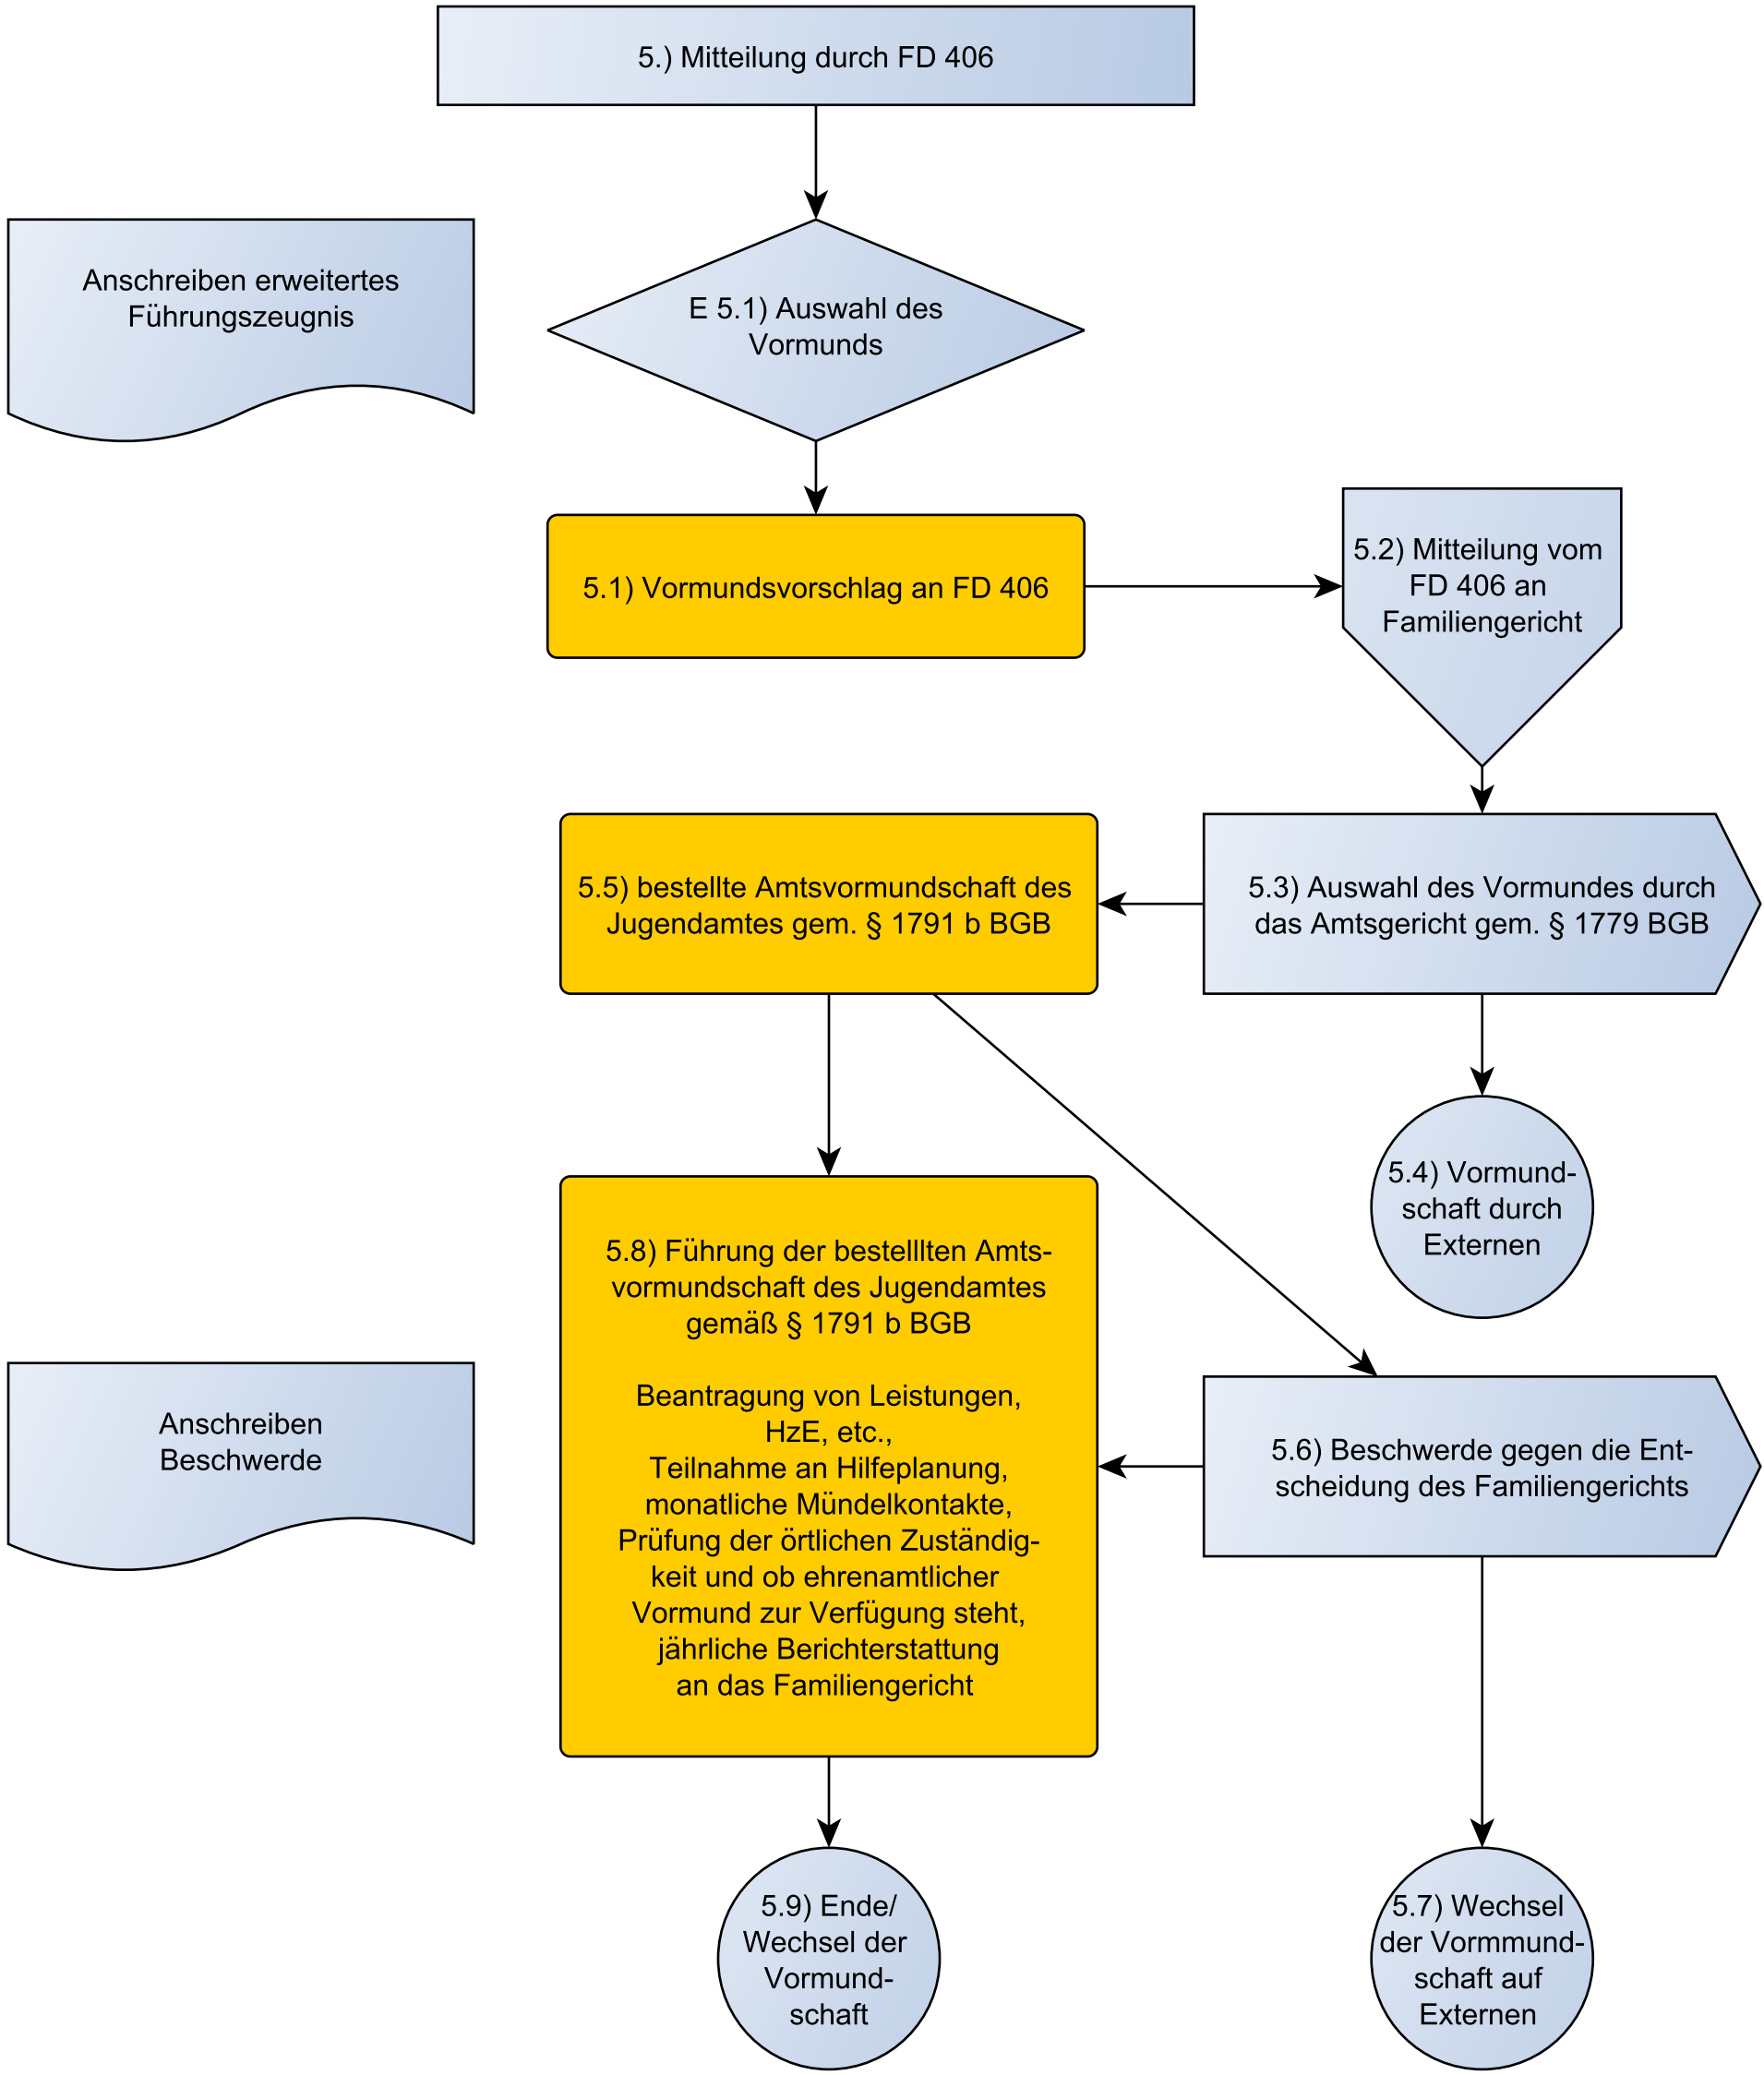 5.) Mitteilung durch FD 406
Anschreiben erweitertes
Führungszeugnis
E 5.1) Auswahl des
Vormunds
5.1) Vormundsvorschlag an FD 406
5.2) Mitteilung vom
FD 406 an
Familiengericht
5.3) Auswahl des Vormundes durch
das Amtsgericht gem. § 1779 BGB
5.5) bestellte Amtsvormundschaft des
Jugendamtes gem. § 1791 b BGB
5.4) Vormund-
schaft durch
Externen
5.8) Führung der bestelllten Amts-
vormundschaft des Jugendamtes
gemäß § 1791 b BGB
Beantragung von Leistungen,
HzE, etc.,
Teilnahme an Hilfeplanung,
monatliche Mündelkontakte,
Prüfung der örtlichen Zuständig-
keit und ob ehrenamtlicher
Vormund zur Verfügung steht,
jährliche Berichterstattung
an das Familiengericht
Anschreiben
Beschwerde
5.6) Beschwerde gegen die Ent-
scheidung des Familiengerichts
5.9) Ende/
Wechsel der
Vormund-
schaft
5.7) Wechsel
der Vormmund-
schaft auf
Externen